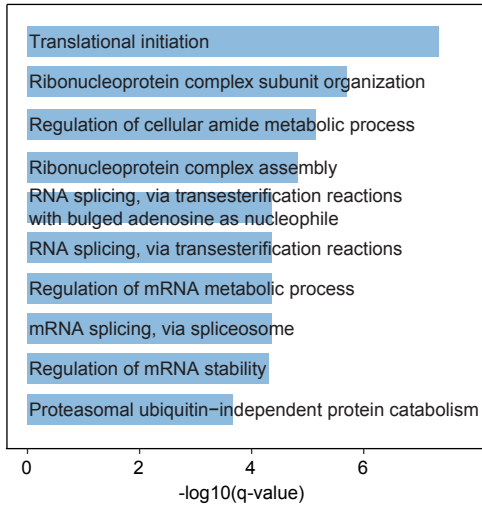 Translational initiation
Ribonucleoprotein complex subunit organization
Regulation of cellular amide metabolic process
Ribonucleoprotein complex assembly
RNA splicing, via transesterification reactions
with bulged adenosine as nucleophile
RNA splicing, via transesterification reactions
Regulation of mRNA metabolic process
mRNA splicing, via spliceosome
Regulation of mRNA stability
Proteasomal ubiquitin−independent protein catabolism
0 2 4 6
-log10(q-value)